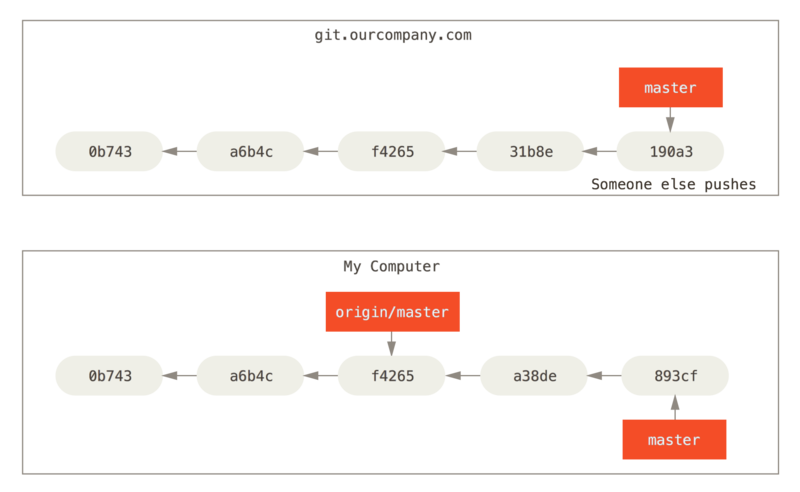 git.ourcompany.com
master
0b743 a6b4c f4265 31b8e 190a3
Someone else pushes
My Computer
origin/master
0b743 a6b4c f4265 a38de 893cf
master